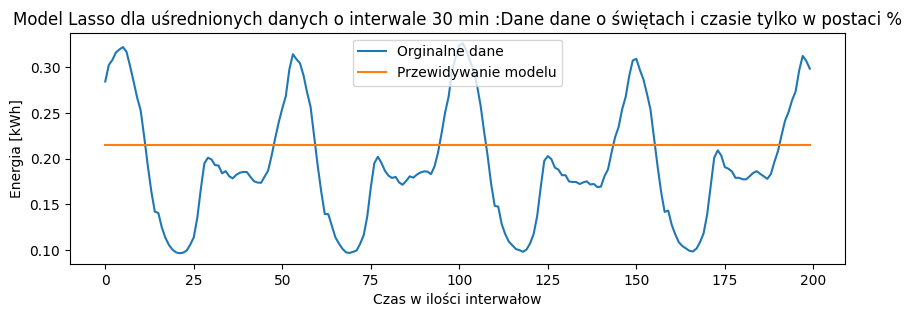 Model Lasso dla uśrednionych danych o interwale 30 min :Dane dane o świętach i czasie tylko w postaci %
Orginalne dane
Przewidywanie modelu
Energia [kWh]
0.30
0.25
0.20
0.15
0.10
0 25 50 75 100 125 150 175 200
Czas w ilości interwałow